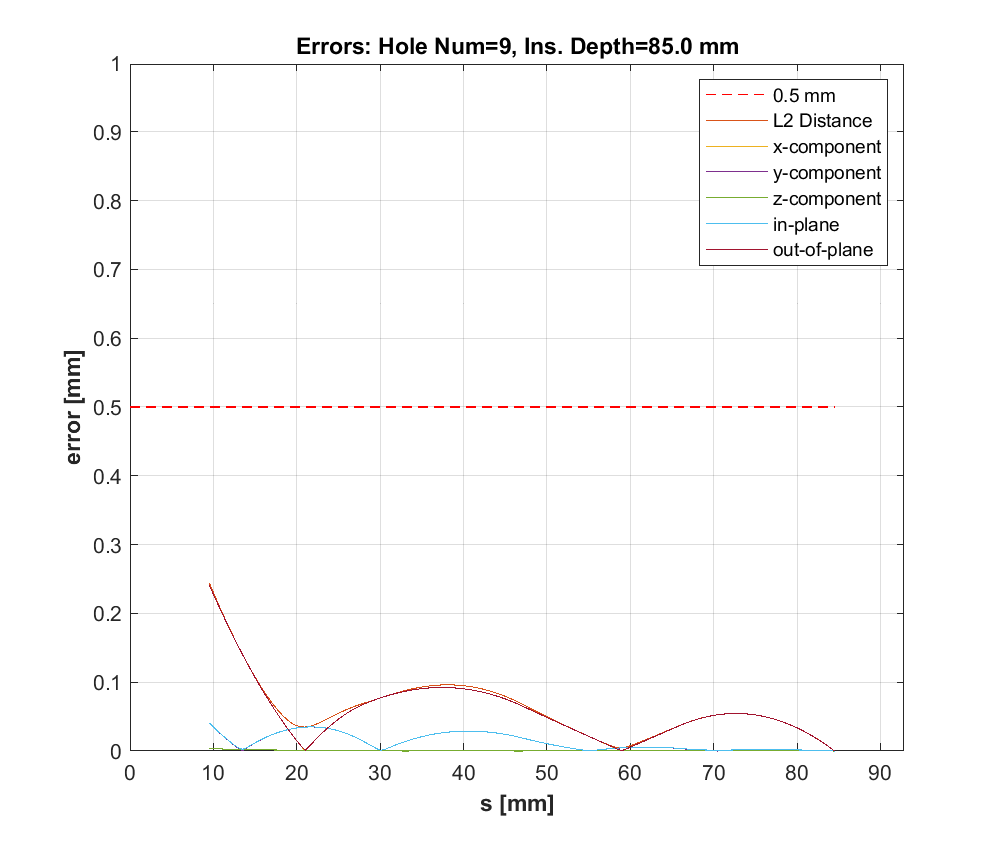 Errors: Hole Num=9, Ins. Depth=85.0 mm
1
0.9
0.8
0.7
0.6
0.5
0.4
0.3
0.2
0.1
0
error [mm]
0.5 mm
L2 Distance
x-component
y-component
z-component
in-plane
out-of-plane
0 10 20 30 40 50 60 70 80 90
s [mm]